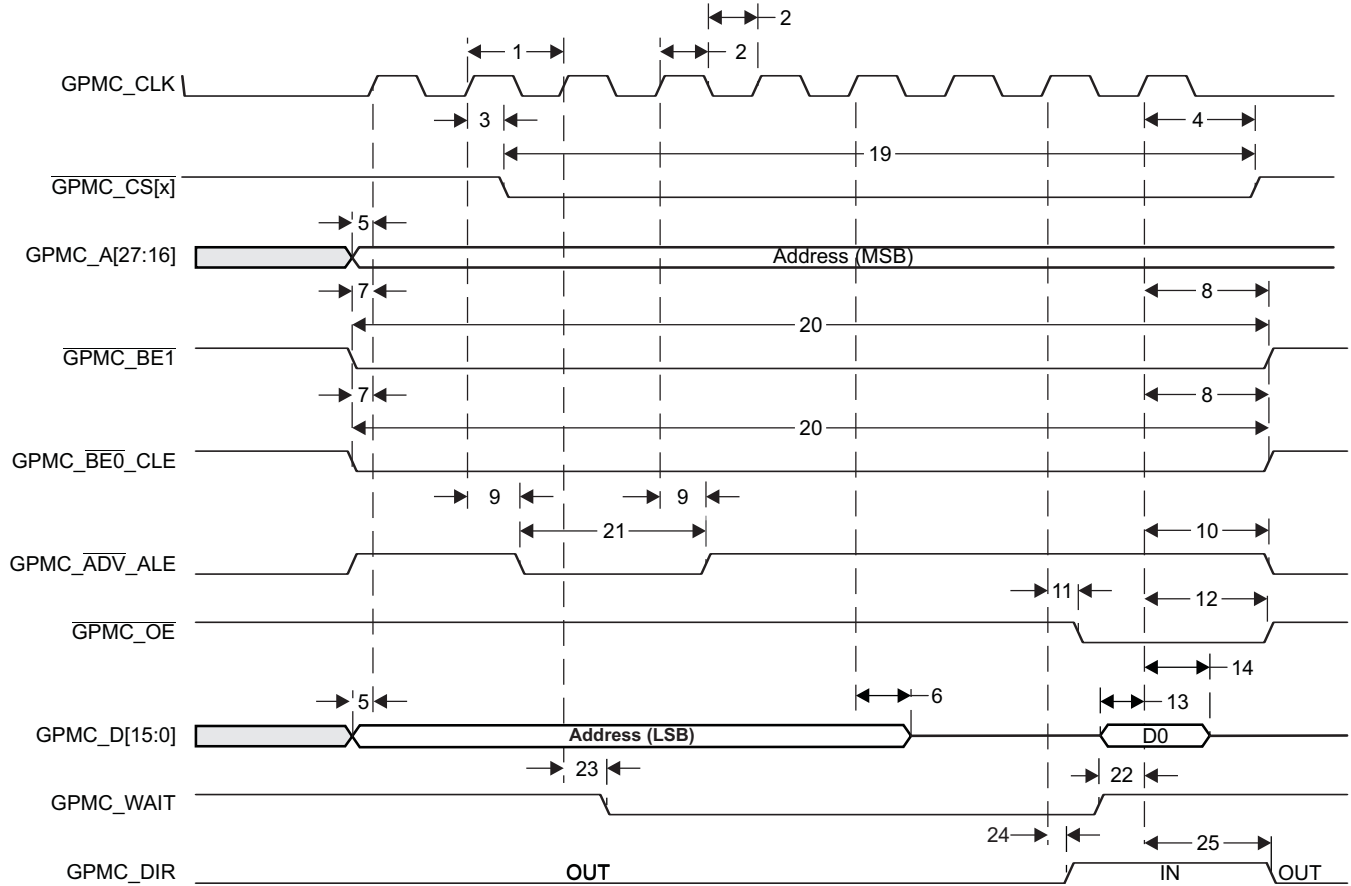 2
1
2
GPMC_CLK
3
4
19
GPMC_CS[x]
5
GPMC_A[27:16]
Address (MSB)
7
8
20
GPMC_BE1
7
8
20
GPMC_BE0_CLE
9
9
21
10
GPMC_ADV_ALE
11
12
GPMC_OE
14
5
6
13
GPMC_D[15:0]
Address (LSB)
D0
23
22
GPMC_WAIT
24
25
GPMC_DIR
OUT
IN
OUT